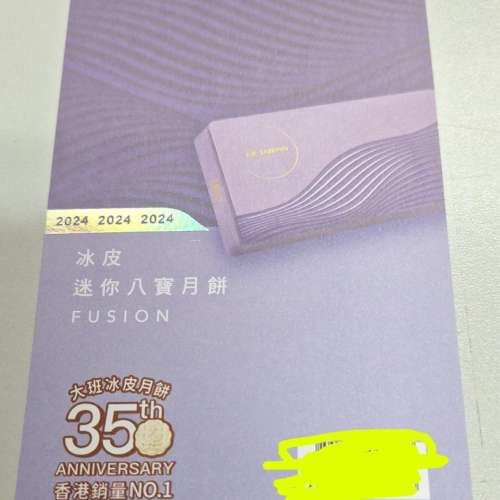 2024 2024 2024
冰皮
迷你八寶月餅
FUSION
大班冰皮月餅
35th
ANNIVERSARY
香港銷量NO.1